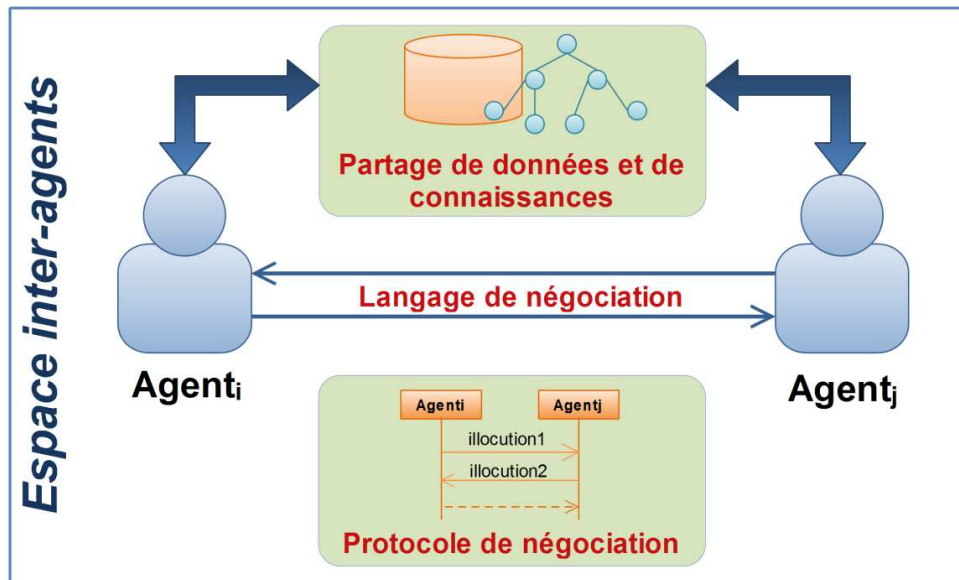 Espace inter-agents
Partage de données et de
connaissances
Langage de négociation
Agenti
Agentj
Agenti
Agentj
illocution1
illocution2
Protocole de négociation